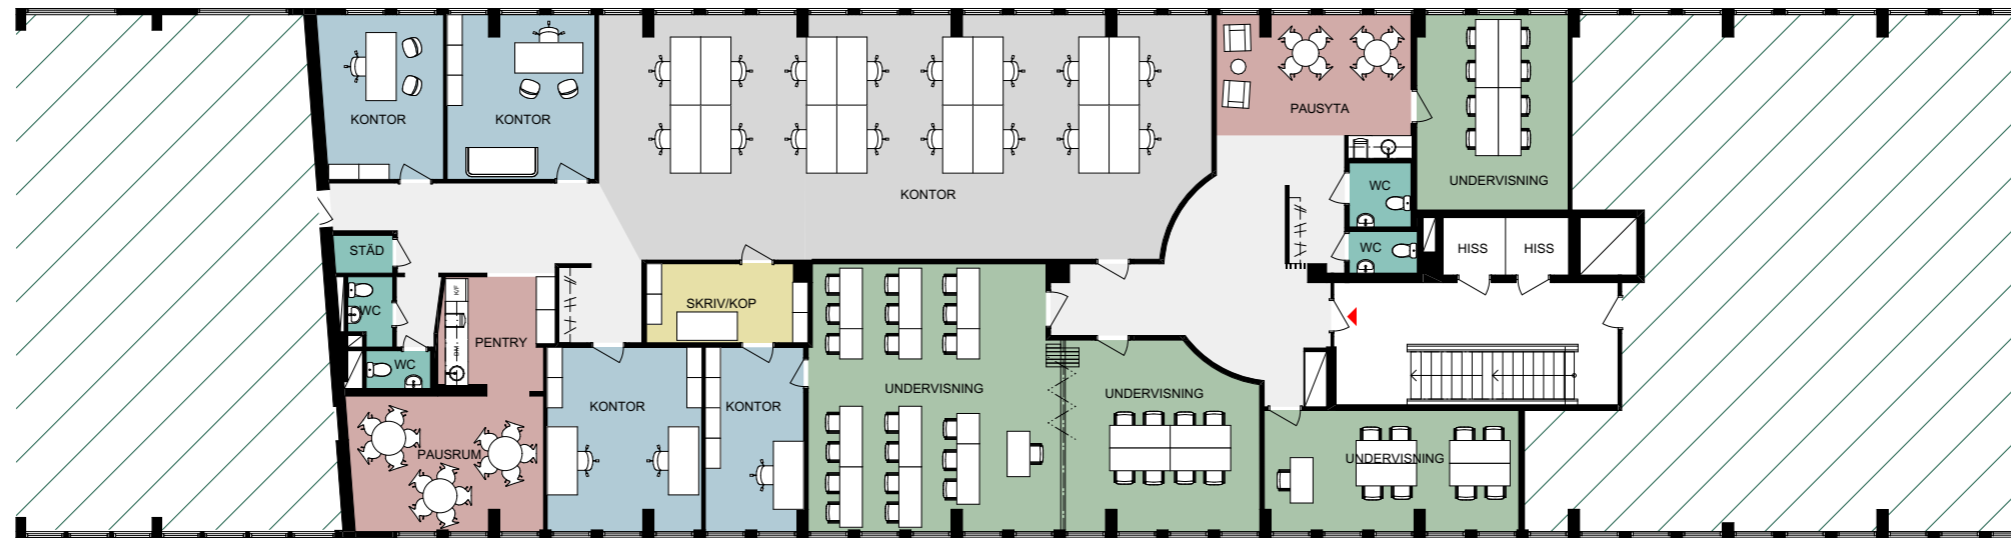 KONTOR
KONTOR
KONTOR
PAUSYTA
UNDERVISNING
WC
WC
HISS
HISS
STÄD
WC
WC
K/F
DM
PENTRY
SKRIV/KOP
PAUSRUM
KONTOR
KONTOR
UNDERVISNING
UNDERVISNING
UNDERVISNING